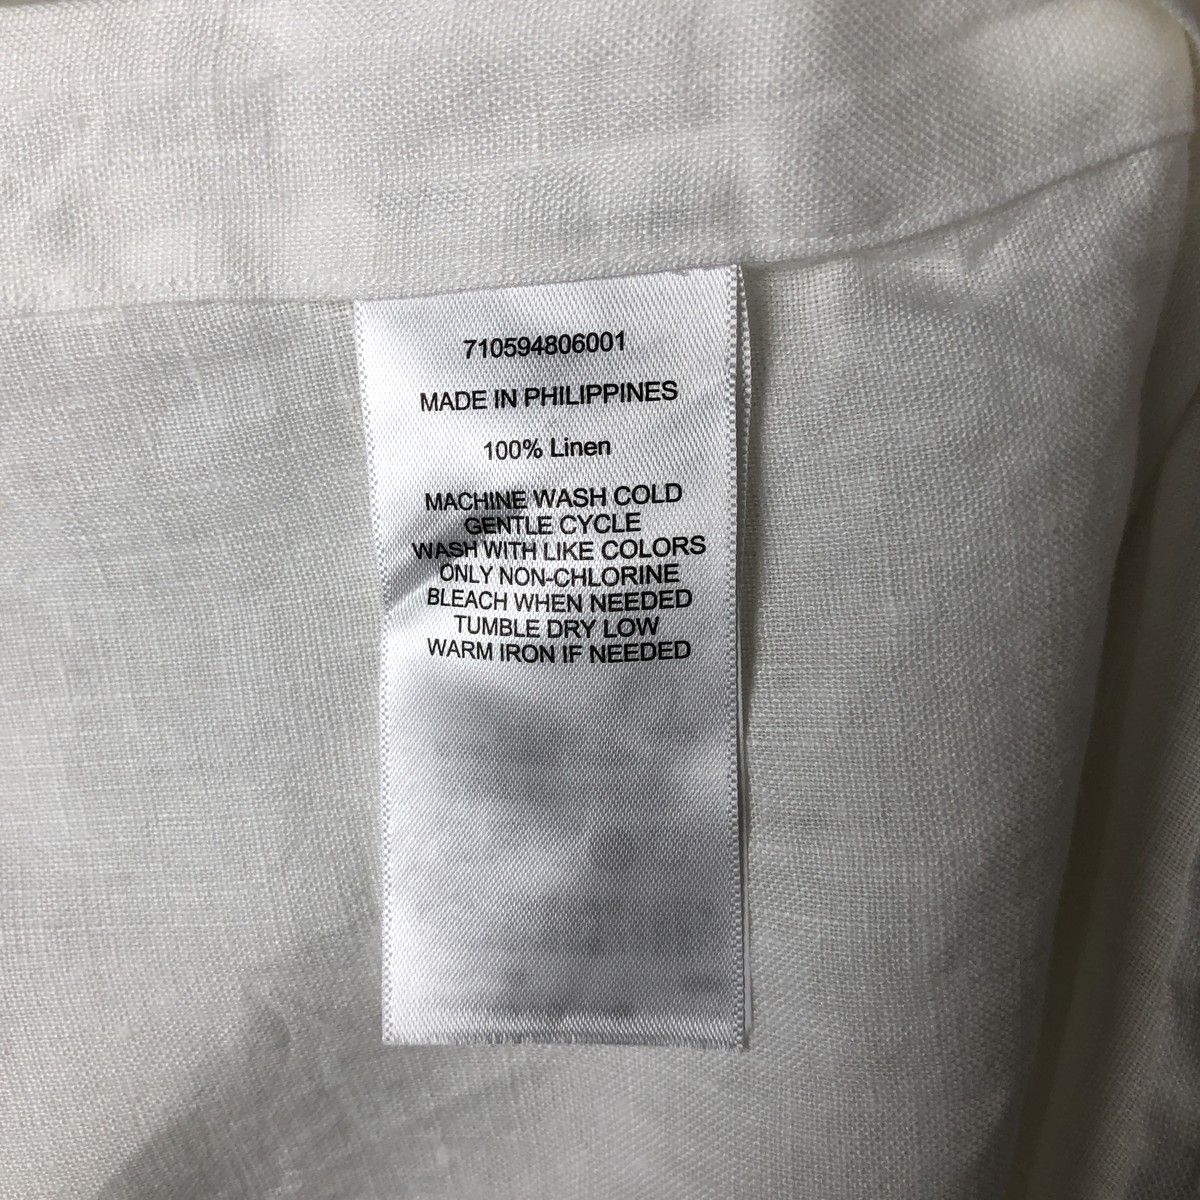 710594806001
MADE IN PHILIPPINES
100% Linen
MACHINE WASH COLD
GENTLE CYCLE
WASH WITH LIKE COLORS
ONLY NON-CHLORINE
BLEACH WHEN NEEDED
TUMBLE DRY LOW
WARM IRON IF NEEDED